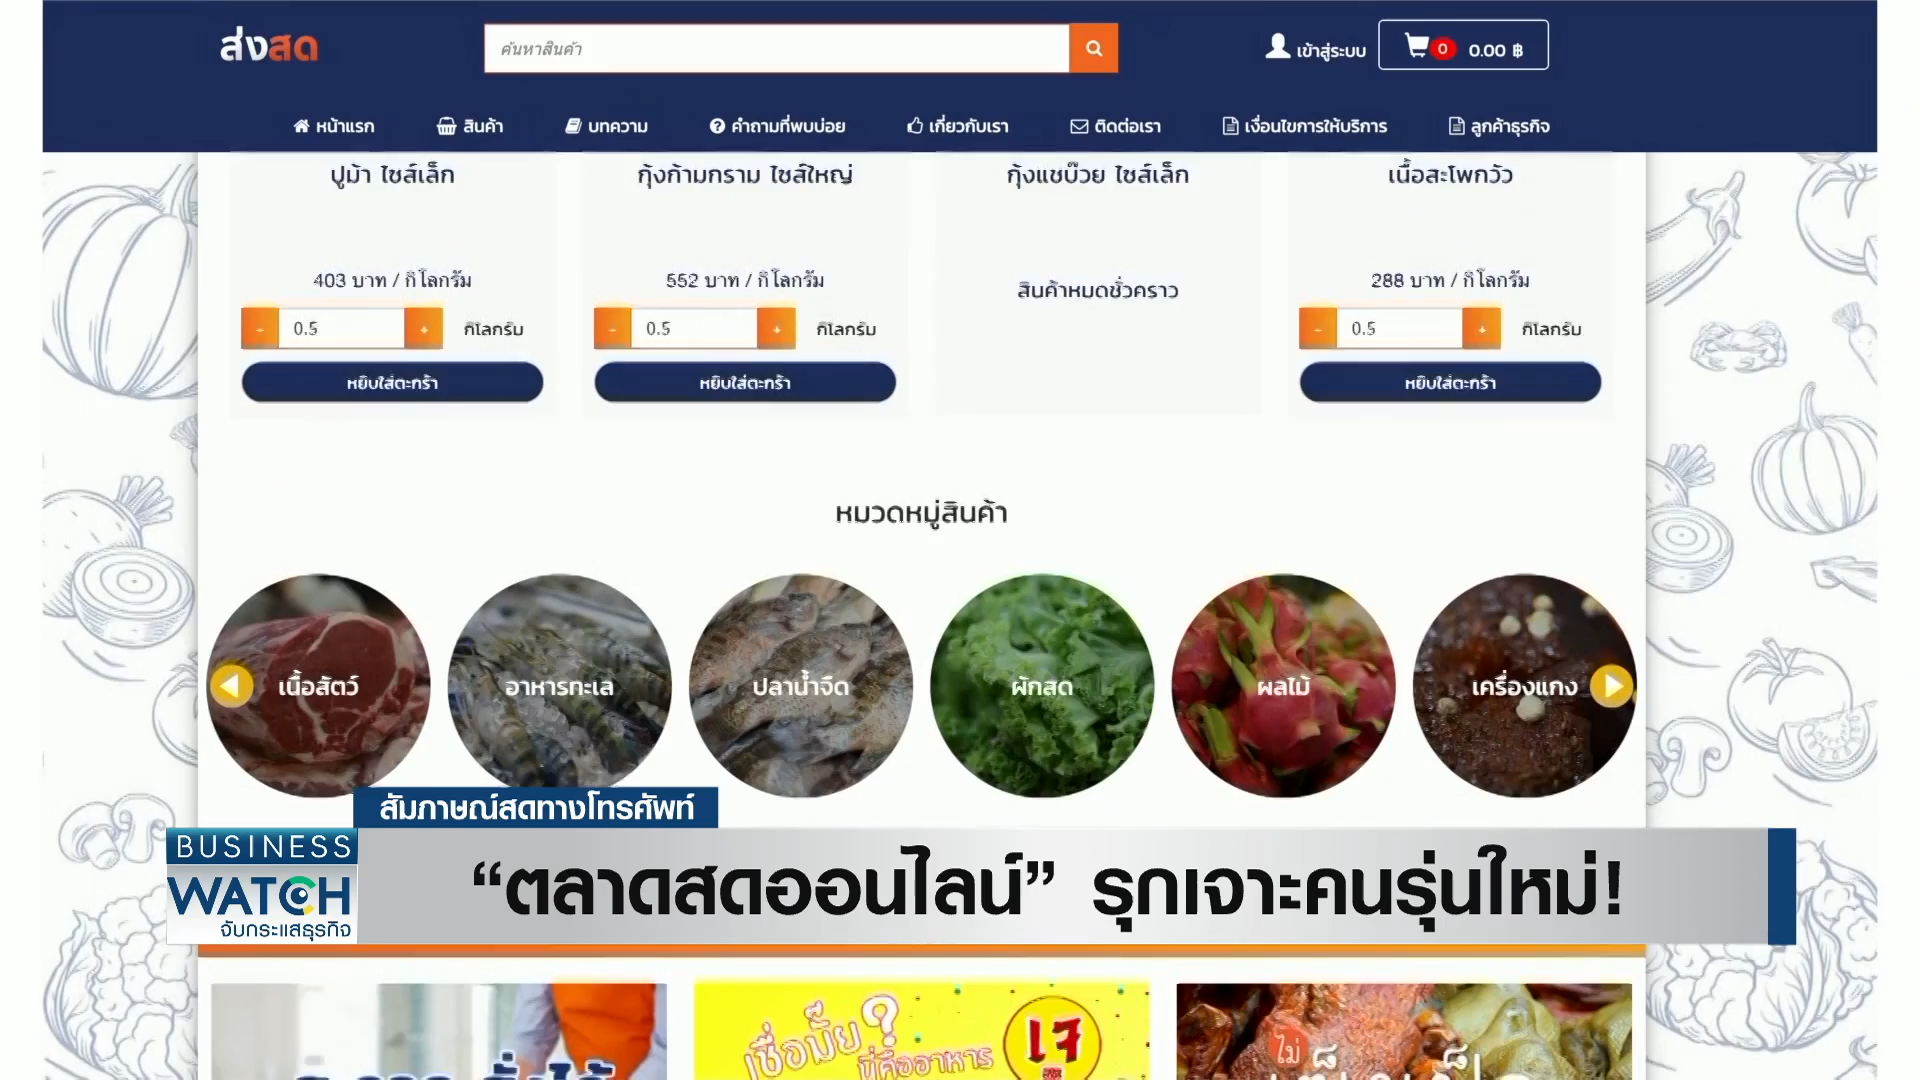 ส่งสด
ค้นหาสินค้า
เข้าสู่ระบบ
0 0.00 ฿
หน้าแรก สินค้า บทความ คำถามที่พบบ่อย เกี่ยวกับเรา ติดต่อเรา เงื่อนไขการให้บริการ ลูกค้าธุรกิจ
ปูม้า ไซส์เล็ก
403 บาท / กิโลกรัม
- 0.5 + กิโลกรัม
หยิบใส่ตะกร้า
กุ้งก้ามกราม ไซส์ใหญ่
552 บาท / กิโลกรัม
- 0.5 + กิโลกรัม
หยิบใส่ตะกร้า
กุ้งแชบ๊วย ไซส์เล็ก
สินค้าหมดชั่วคราว
เนื้อสะโพกวัว
288 บาท / กิโลกรัม
- 0.5 + กิโลกรัม
หยิบใส่ตะกร้า
หมวดหมู่สินค้า
เนื้อสัตว์ อาหารทะเล ปลาน้ำจืด ผักสด ผลไม้ เครื่องแกง
สัมภาษณ์สดทางโทรศัพท์
BUSINESS
WATCH
จับกระแสธุรกิจ
“ตลาดสดออนไลน์” รุกเจาะคนรุ่นใหม่!
เชื่อมั้ย?
ที่คืออาหาร
เจ
ไม่